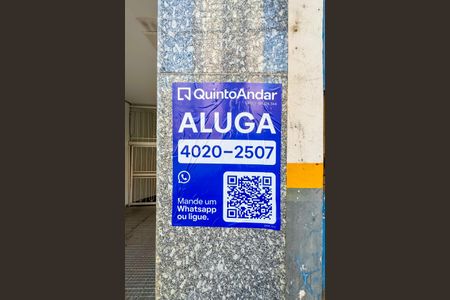 QuintoAndar
ALUGA
4020-2507
Mande um
Whatsapp
ou ligue.